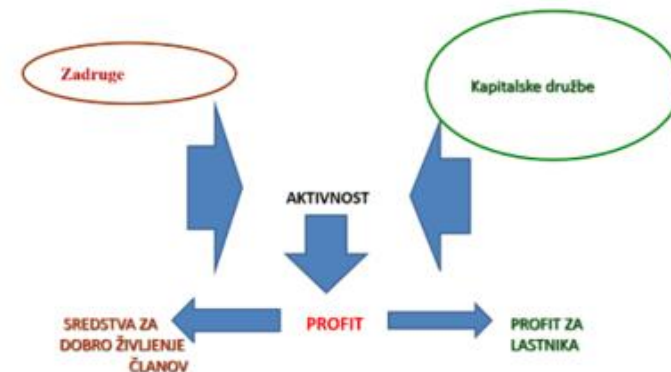 Zadruge
Kapitalske družbe
AKTIVNOST
SREDSTVA ZA
DOBRO ŽIVLJENJE
ČLANOV
PROFIT
PROFIT ZA
LASTNIKA